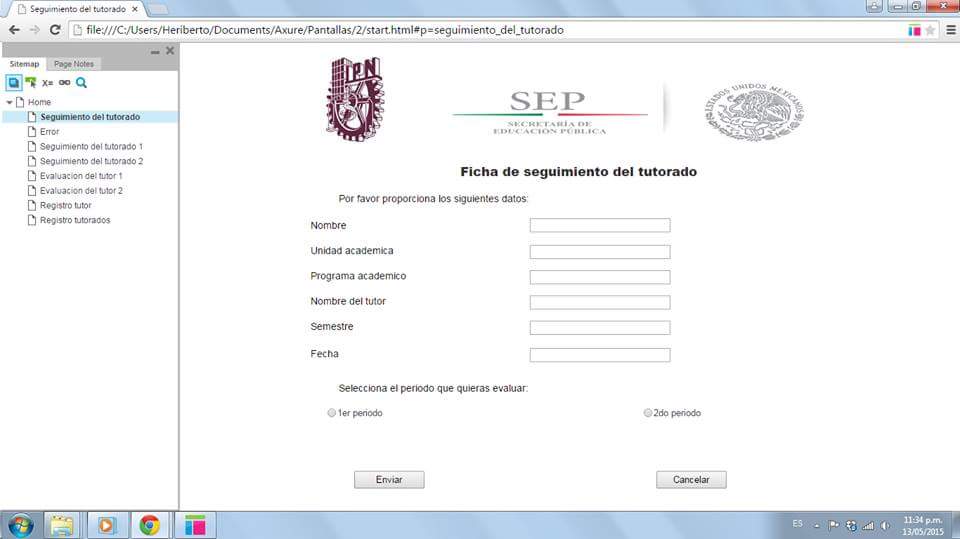 Seguimiento del tutorado
file:///C:/Users/Heriberto/Documents/Axure/Pantallas/2/start.html#p=seguimiento_del_tutorado
Sitemap
Page Notes
X=
Home
Seguimiento del tutorado
Error
Seguimiento del tutorado 1
Seguimiento del tutorado 2
Evaluacion del tutor 1
Evaluacion del tutor 2
Registro tutor
Registro tutorados
IPN
SEP
SECRETARÍA DE
EDUCACIÓN PÚBLICA
ESTADOS UNIDOS MEXICANOS
Ficha de seguimiento del tutorado
Por favor proporciona los siguientes datos:
Nombre
Unidad academica
Programa academico
Nombre del tutor
Semestre
Fecha
Selecciona el periodo que quieras evaluar:
1er periodo
2do periodo
Enviar
Cancelar
ES
11:34 p.m.
13/05/2015